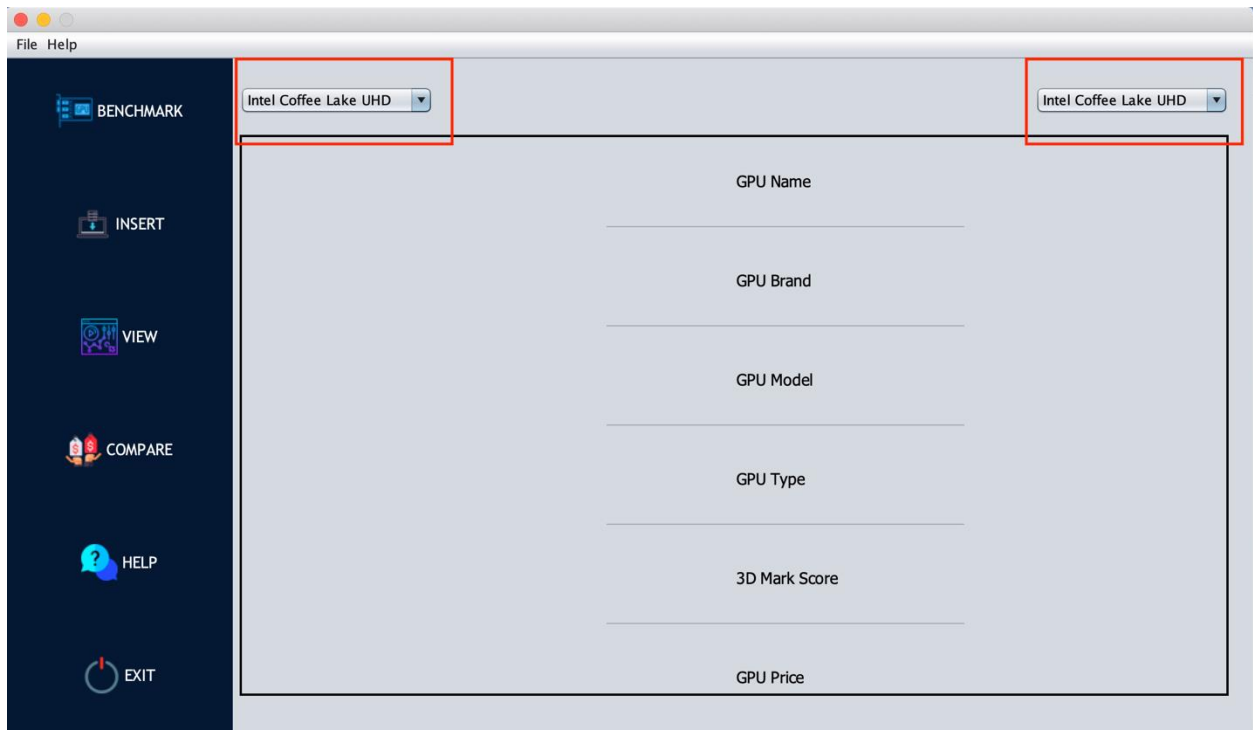 File Help
BENCHMARK
INSERT
VIEW
COMPARE
HELP
EXIT
Intel Coffee Lake UHD
Intel Coffee Lake UHD
GPU Name
GPU Brand
GPU Model
GPU Type
3D Mark Score
GPU Price